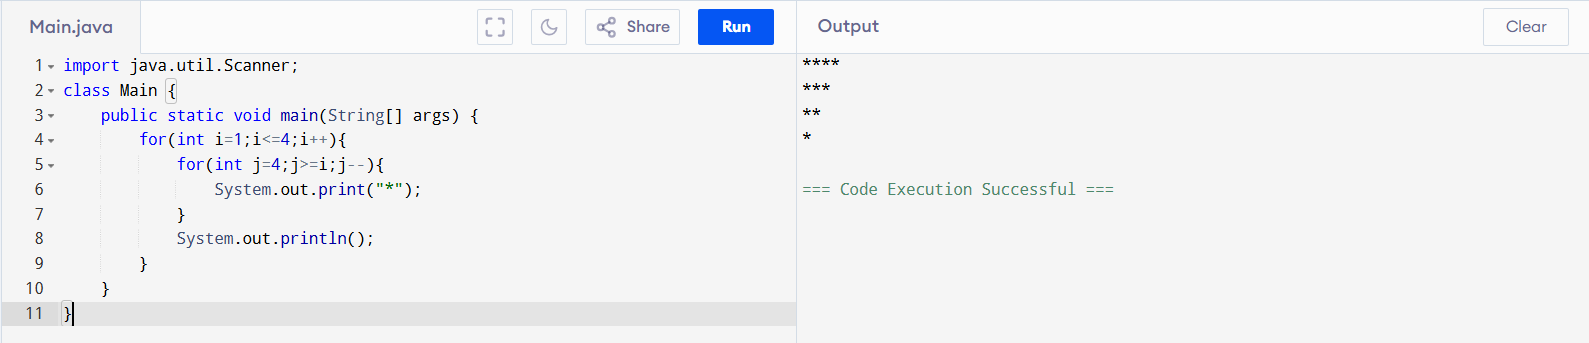 Main.java
Share
Run
Output
Clear
1 import java.util.Scanner;
2 class Main {
3     public static void main(String[] args) {
4         for(int i=1;i<=4;i++){
5             for(int j=4;j>=i;j--){
6                 System.out.print("*");
7             }
8             System.out.println();
9         }
10     }
11 }
****
***
**
*
=== Code Execution Successful ===